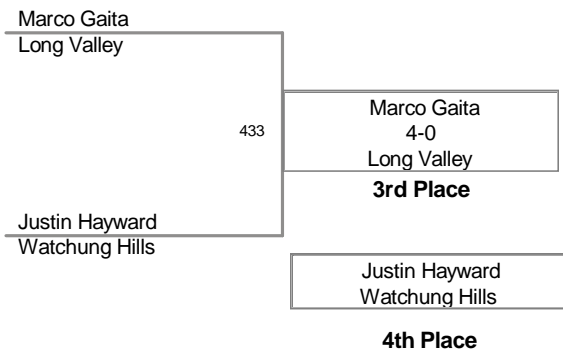 Marco Gaita
Long Valley
433
Marco Gaita
4-0
Long Valley
3rd Place
Justin Hayward
Watchung Hills
Justin Hayward
Watchung Hills
4th Place